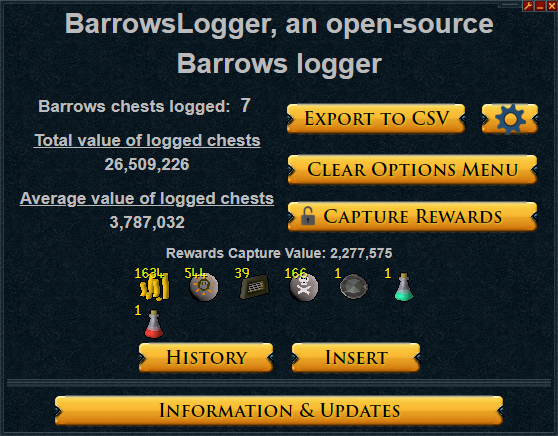 BarrowsLogger, an open-source
Barrows logger
Barrows chests logged: 7
Total value of logged chests
26,509,226
Average value of logged chests
3,787,032
Export to CSV
Clear Options Menu
Capture Rewards
Rewards Capture Value: 2,277,575
1634 544 39 166 1 1
1
History Insert
Information & Updates